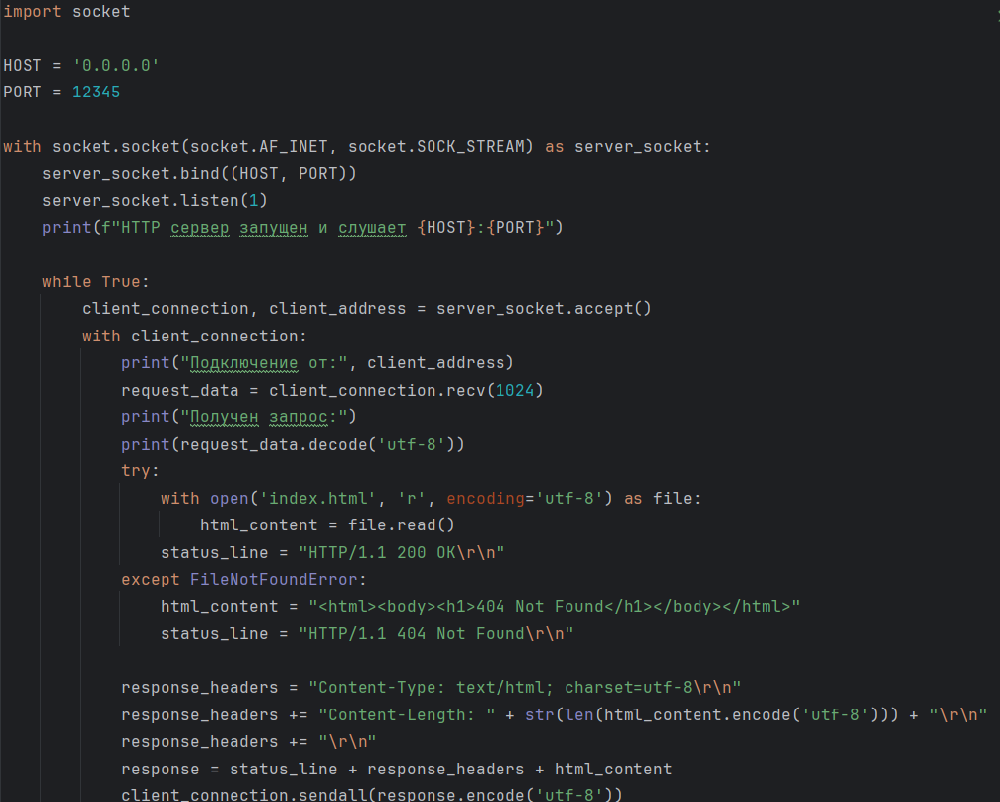 import socket
HOST = '0.0.0.0'
PORT = 12345
with socket.socket(socket.AF_INET, socket.SOCK_STREAM) as server_socket:
    server_socket.bind((HOST, PORT))
    server_socket.listen(1)
    print(f"HTTP сервер запущен и слушает {HOST}:{PORT}")
    while True:
        client_connection, client_address = server_socket.accept()
        with client_connection:
            print("Подключение от:", client_address)
            request_data = client_connection.recv(1024)
            print("Получен запрос:")
            print(request_data.decode('utf-8'))
            try:
                with open('index.html', 'r', encoding='utf-8') as file:
                    html_content = file.read()
                status_line = "HTTP/1.1 200 OK\r\n"
            except FileNotFoundError:
                html_content = "<html><body><h1>404 Not Found</h1></body></html>"
                status_line = "HTTP/1.1 404 Not Found\r\n"
            response_headers = "Content-Type: text/html; charset=utf-8\r\n"
            response_headers += "Content-Length: " + str(len(html_content.encode('utf-8'))) + "\r\n"
            response_headers += "\r\n"
            response = status_line + response_headers + html_content
            client_connection.sendall(response.encode('utf-8'))